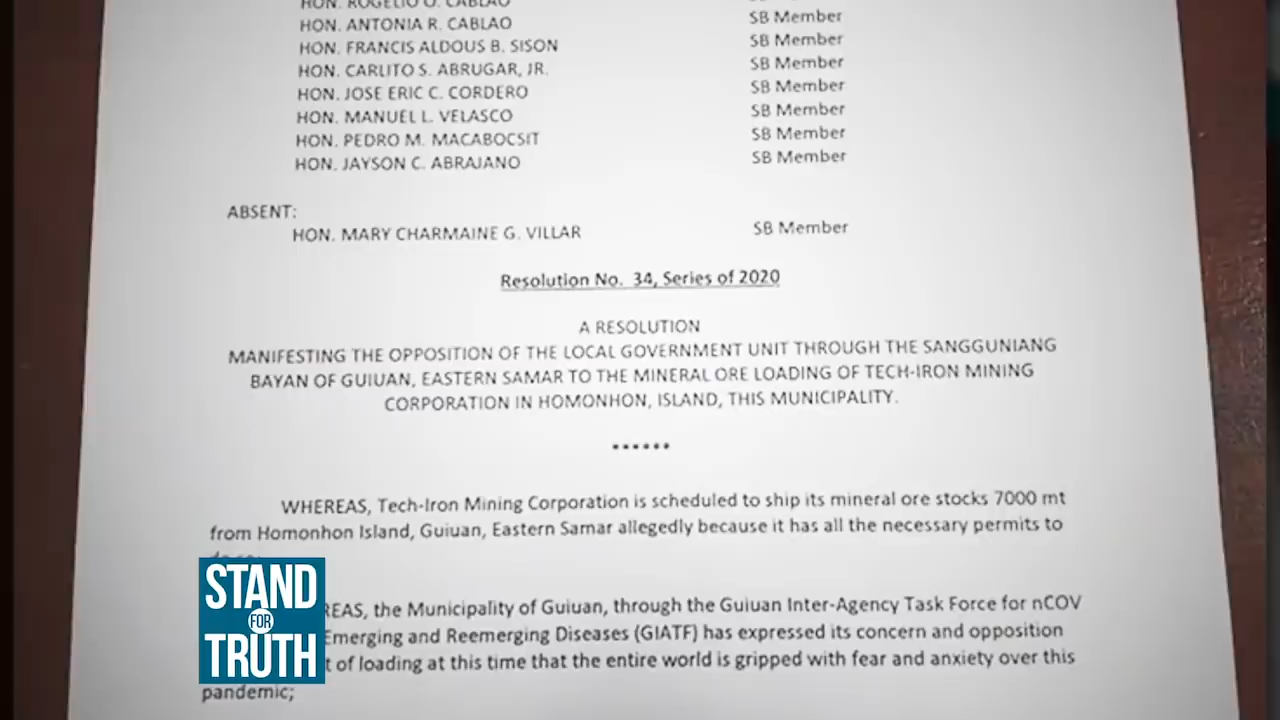 HON. ROGELIO O. CABLAO
HON. ANTONIA R. CABLAO SB Member
HON. FRANCIS ALDOUS B. SISON SB Member
HON. CARLITO S. ABRUGAR, JR. SB Member
HON. JOSE ERIC C. CORDERO SB Member
HON. MANUEL L. VELASCO SB Member
HON. PEDRO M. MACABOCSIT SB Member
HON. JAYSON C. ABRAJANO SB Member
ABSENT:
HON. MARY CHARMAINE G. VILLAR SB Member
Resolution No. 34, Series of 2020
A RESOLUTION
MANIFESTING THE OPPOSITION OF THE LOCAL GOVERNMENT UNIT THROUGH THE SANGGUNIANG
BAYAN OF GUIUAN, EASTERN SAMAR TO THE MINERAL ORE LOADING OF TECH-IRON MINING
CORPORATION IN HOMONHON, ISLAND, THIS MUNICIPALITY.
******
WHEREAS, Tech-Iron Mining Corporation is scheduled to ship its mineral ore stocks 7000 mt
from Homonhon Island, Guiuan, Eastern Samar allegedly because it has all the necessary permits to
REAS, the Municipality of Guiuan, through the Guiuan Inter-Agency Task Force for nCOV
Emerging and Reemerging Diseases (GIATF) has expressed its concern and opposition
t of loading at this time that the entire world is gripped with fear and anxiety over this
pandemic;
STAND
FOR
TRUTH